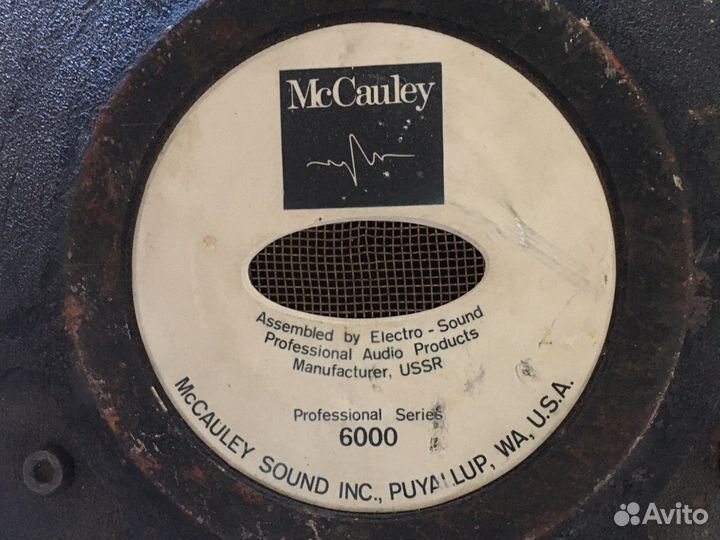 McCauley
Assembled by Electro - Sound
Professional Audio Products
Manufacturer, USSR
Professional Series
6000
McCAULEY SOUND INC., PUYALLUP, WA, U.S.A.
Avito